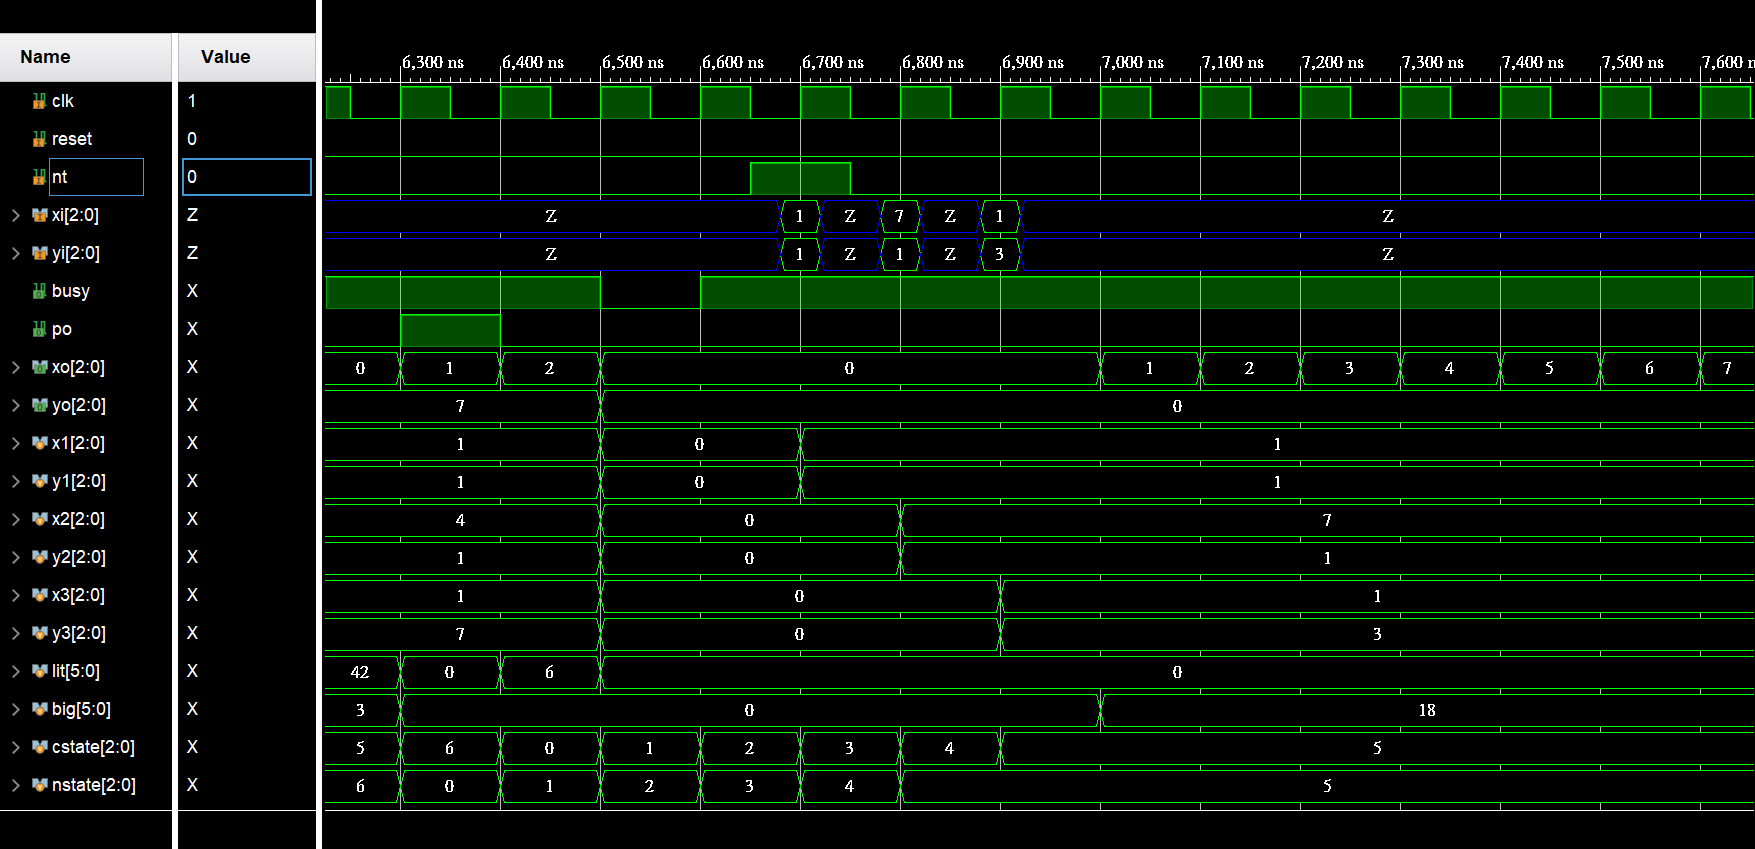 Name Value 6,300 ns 6,400 ns 6,500 ns 6,600 ns 6,700 ns 6,800 ns 6,900 ns 7,000 ns 7,100 ns 7,200 ns 7,300 ns 7,400 ns 7,500 ns 7,600 n
clk 1
reset 0
nt 0
xi[2:0] Z Z 1 Z 7 Z 1 Z
yi[2:0] Z Z 1 Z 1 Z 3 Z
busy X
po X
xo[2:0] X 0 1 2 0 1 2 3 4 5 6 7
yo[2:0] X 7 0
x1[2:0] X 1 0 1
y1[2:0] X 1 0 1
x2[2:0] X 4 0 7
y2[2:0] X 1 0 1
x3[2:0] X 1 0 1
y3[2:0] X 7 0 3
lit[5:0] X 42 0 6 0
big[5:0] X 3 0 18
cstate[2:0] X 5 6 0 1 2 3 4 5
nstate[2:0] X 6 0 1 2 3 4 5